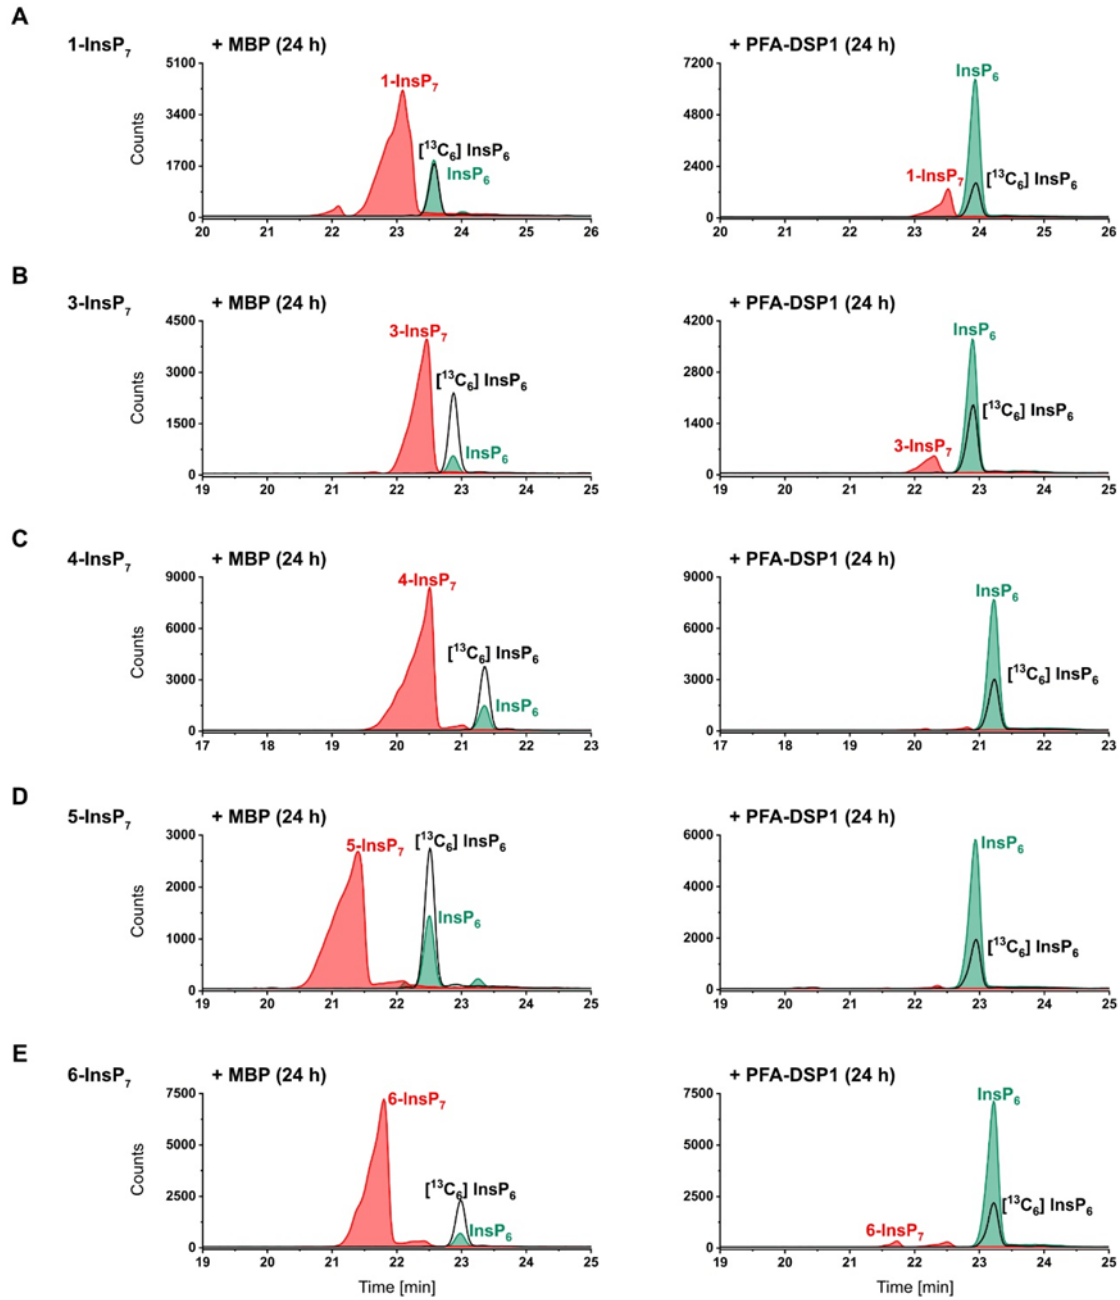 A
1-InsP7 + MBP (24 h) + PFA-DSP1 (24 h)
5100 7200
1-InsP7 InsP6
3400 4800
Counts
[13C6] InsP6
1700 InsP6 2400 1-InsP7 [13C6] InsP6
0 0
20 21 22 23 24 25 26 20 21 22 23 24 25 26
B
3-InsP7 + MBP (24 h) + PFA-DSP1 (24 h)
4500 4200
3-InsP7 InsP6
3000 [13C6] InsP6 2800
Counts
[13C6] InsP6
1500 InsP6 1400 3-InsP7
0 0
19 20 21 22 23 24 25 19 20 21 22 23 24 25
C
4-InsP7 + MBP (24 h) + PFA-DSP1 (24 h)
9000 9000
4-InsP7 InsP6
6000 6000
Counts
[13C6] InsP6 [13C6] InsP6
3000 InsP6 3000
0 0
17 18 19 20 21 22 23 17 18 19 20 21 22 23
D
5-InsP7 + MBP (24 h) + PFA-DSP1 (24 h)
3000 6000
5-InsP7 [13C6] InsP6 InsP6
2000 4000
Counts
InsP6 [13C6] InsP6
1000 2000
0 0
19 20 21 22 23 24 25 19 20 21 22 23 24 25
E
6-InsP7 + MBP (24 h) + PFA-DSP1 (24 h)
7500 7500
6-InsP7 InsP6
5000 5000
Counts
[13C6] InsP6 [13C6] InsP6
2500 InsP6 2500 6-InsP7
0 0
19 20 21 22 23 24 25 19 20 21 22 23 24 25
Time [min] Time [min]